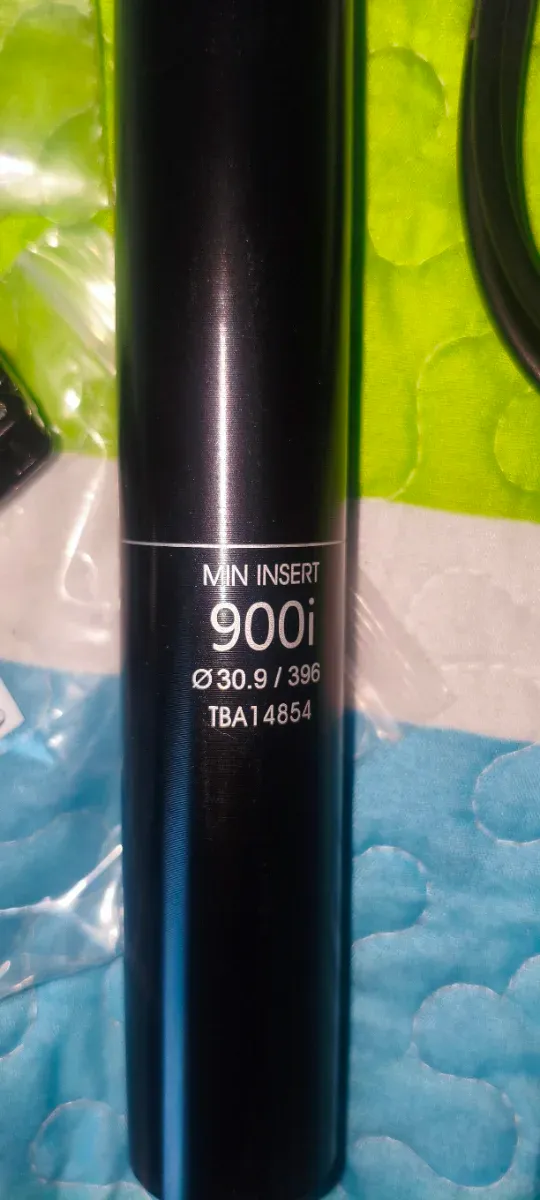 MIN INSERT
900i
Ø30.9 / 396
TBA14854